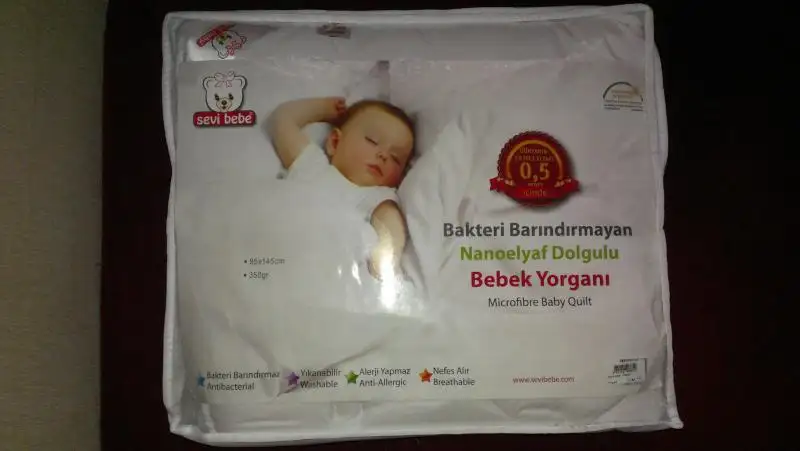 sevi bebe
0,5
Bakteri Barındırmayan
Nanoelyaf Dolgulu
Bebek Yorganı
Microfibre Baby Quilt
• 95x145cm
• 350gr
Bakteri Barındırmaz
Antibacterial
Yıkanabilir
Washable
Alerji Yapmaz
Anti-Allergic
Nefes Alır
Breathable
www.sevibebe.com